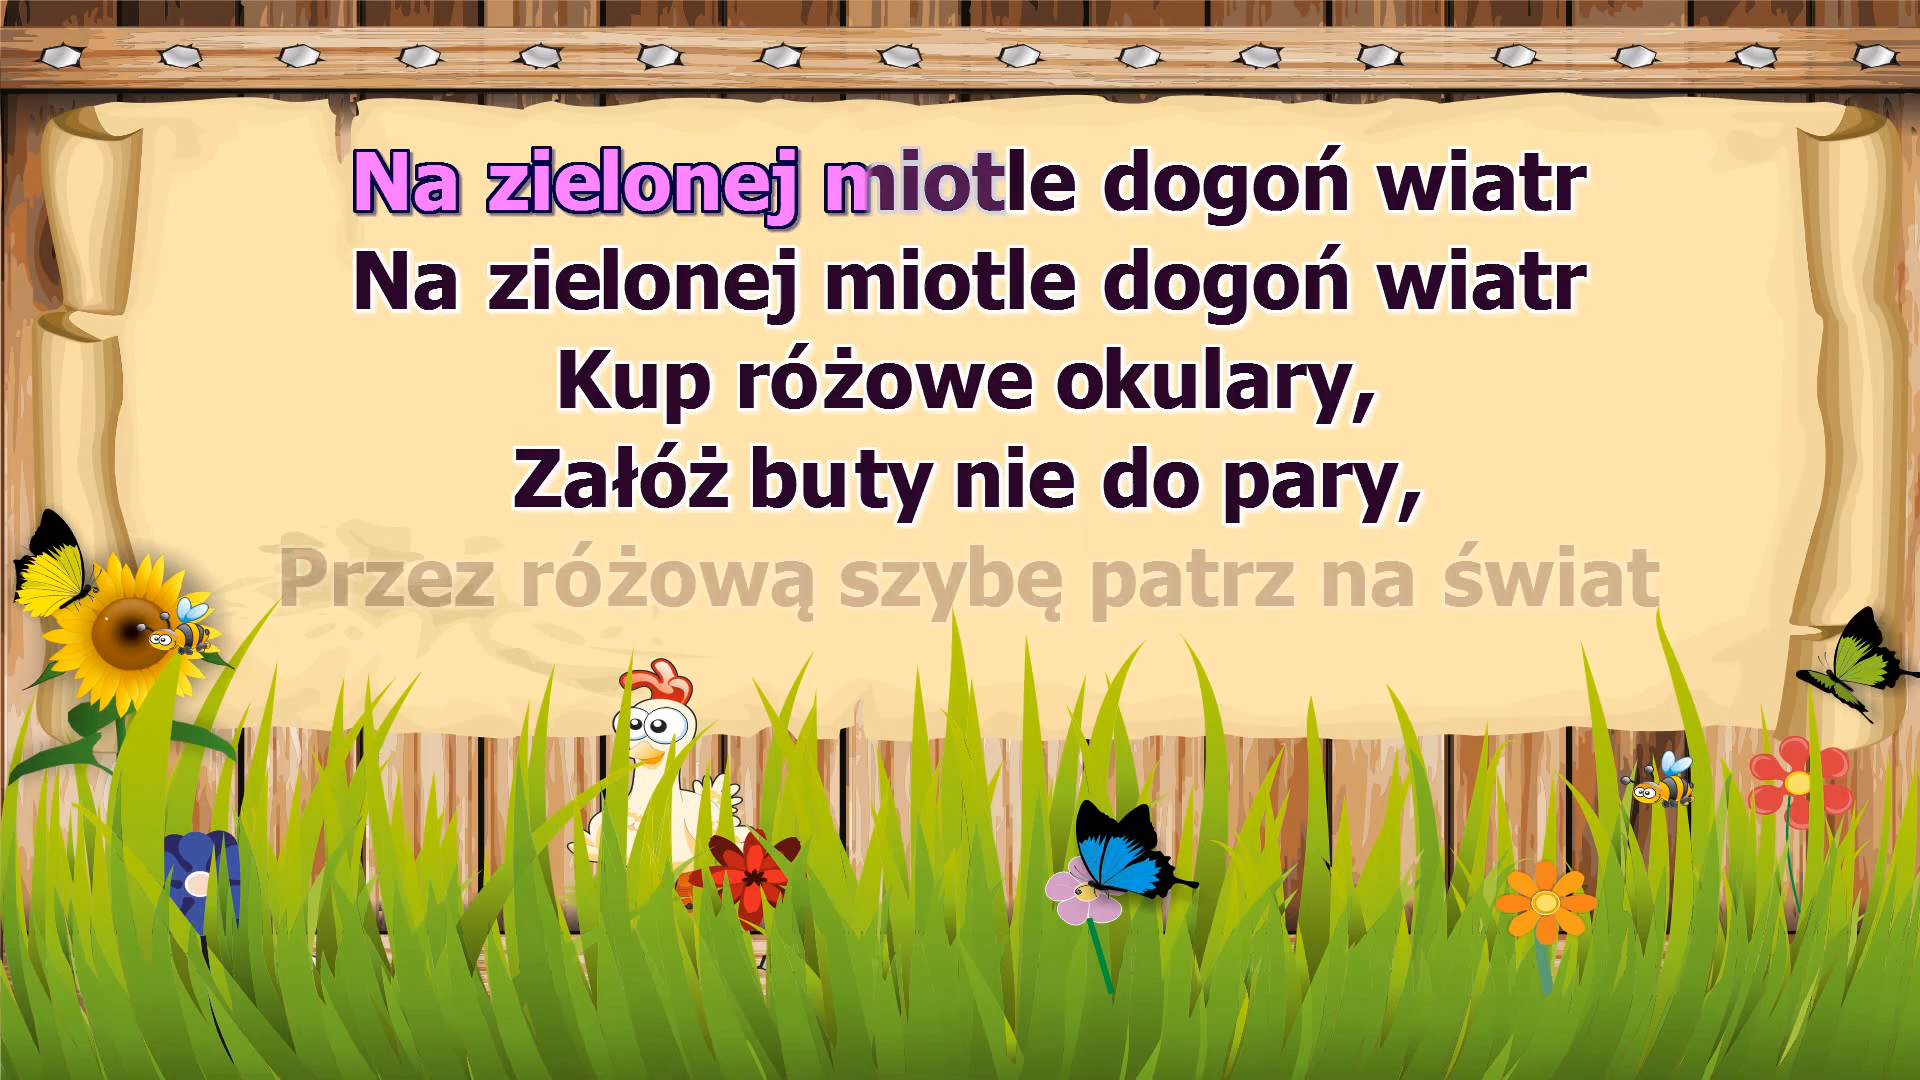 Na zielonej miotle dogoń wiatr
Na zielonej miotle dogoń wiatr
Kup różowe okulary,
Załóż buty nie do pary,
Przez różową szybę patrz na świat